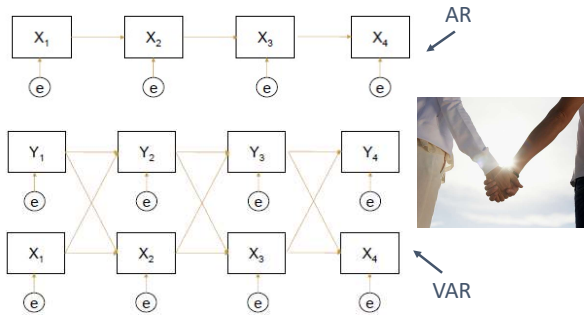 AR
X₁ X₂ X₃ X₄
e e e e
Y₁ Y₂ Y₃ Y₄
e e e e
X₁ X₂ X₃ X₄
e e e e
VAR